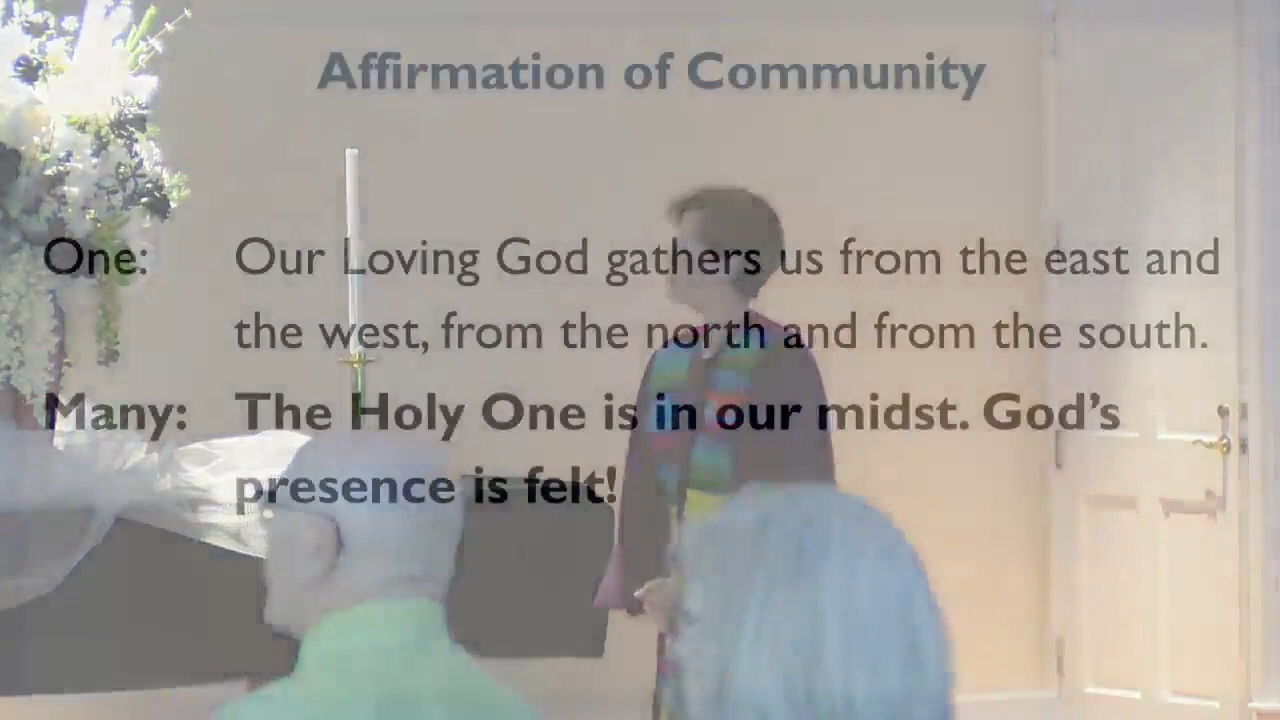 Affirmation of Community
One: Our Loving God gathers us from the east and
the west, from the north and from the south.
Many: The Holy One is in our midst. God’s
presence is felt!